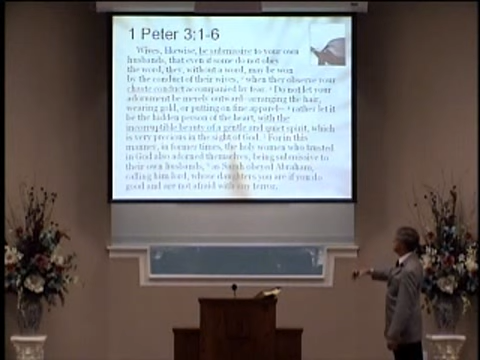 1 Peter 3:1-6
Wives, likewise, be submissive to your own
husbands, that even if some do not obey
the word, they, without a word, may be won
by the conduct of their wives, ² when they observe your
chaste conduct accompanied by fear. ³ Do not let your
adornment be merely outward—arranging the hair,
wearing gold, or putting on fine apparel— ⁴ rather let it
be the hidden person of the heart, with the
incorruptible beauty of a gentle and quiet spirit, which
is very precious in the sight of God. ⁵ For in this
manner, in former times, the holy women who trusted
in God also adorned themselves, being submissive to
their own husbands, ⁶ as Sarah obeyed Abraham,
calling him lord, whose daughters you are if you do
good and are not afraid with any terror.